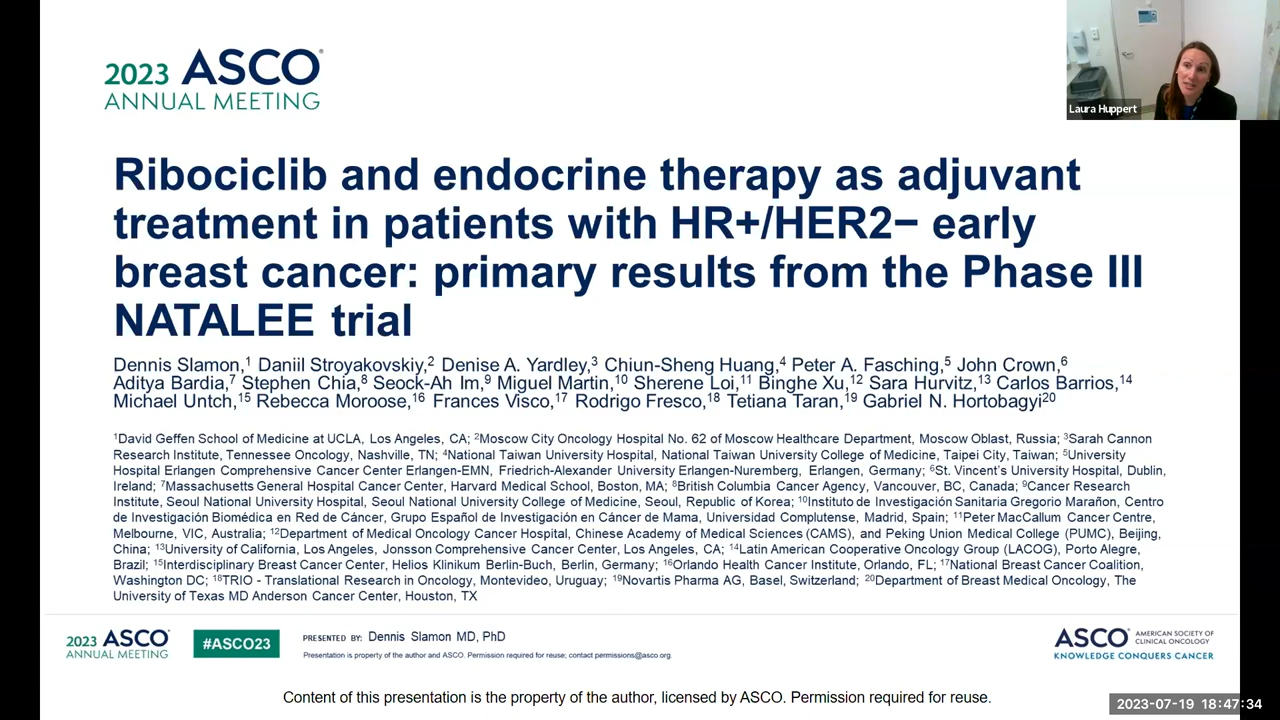 2023 ASCO®
ANNUAL MEETING
Laura Huppert
Ribociclib and endocrine therapy as adjuvant
treatment in patients with HR+/HER2− early
breast cancer: primary results from the Phase III
NATALEE trial
Dennis Slamon,1 Daniil Stroyakovskiy,2 Denise A. Yardley,3 Chiun-Sheng Huang,4 Peter A. Fasching,5 John Crown,6
Aditya Bardia,7 Stephen Chia,8 Seock-Ah Im,9 Miguel Martin,10 Sherene Loi,11 Binghe Xu,12 Sara Hurvitz,13 Carlos Barrios,14
Michael Untch,15 Rebecca Moroose,16 Frances Visco,17 Rodrigo Fresco,18 Tetiana Taran,19 Gabriel N. Hortobagyi20
1David Geffen School of Medicine at UCLA, Los Angeles, CA; 2Moscow City Oncology Hospital No. 62 of Moscow Healthcare Department, Moscow Oblast, Russia; 3Sarah Cannon
Research Institute, Tennessee Oncology, Nashville, TN; 4National Taiwan University Hospital, National Taiwan University College of Medicine, Taipei City, Taiwan; 5University
Hospital Erlangen Comprehensive Cancer Center Erlangen-EMN, Friedrich-Alexander University Erlangen-Nuremberg, Erlangen, Germany; 6St. Vincent's University Hospital, Dublin,
Ireland; 7Massachusetts General Hospital Cancer Center, Harvard Medical School, Boston, MA; 8British Columbia Cancer Agency, Vancouver, BC, Canada; 9Cancer Research
Institute, Seoul National University Hospital, Seoul National University College of Medicine, Seoul, Republic of Korea; 10Instituto de Investigación Sanitaria Gregorio Marañon, Centro
de Investigación Biomédica en Red de Cáncer, Grupo Español de Investigación en Cáncer de Mama, Universidad Complutense, Madrid, Spain; 11Peter MacCallum Cancer Centre,
Melbourne, VIC, Australia; 12Department of Medical Oncology Cancer Hospital, Chinese Academy of Medical Sciences (CAMS), and Peking Union Medical College (PUMC), Beijing,
China; 13University of California, Los Angeles, Jonsson Comprehensive Cancer Center, Los Angeles, CA; 14Latin American Cooperative Oncology Group (LACOG), Porto Alegre,
Brazil; 15Interdisciplinary Breast Cancer Center, Helios Klinikum Berlin-Buch, Berlin, Germany; 16Orlando Health Cancer Institute, Orlando, FL; 17National Breast Cancer Coalition,
Washington DC; 18TRIO - Translational Research in Oncology, Montevideo, Uruguay; 19Novartis Pharma AG, Basel, Switzerland; 20Department of Breast Medical Oncology, The
University of Texas MD Anderson Cancer Center, Houston, TX
2023 ASCO®
ANNUAL MEETING
#ASCO23
PRESENTED BY: Dennis Slamon MD, PhD
Presentation is property of the author and ASCO. Permission required for reuse; contact permissions@asco.org.
ASCO® AMERICAN SOCIETY OF
CLINICAL ONCOLOGY
KNOWLEDGE CONQUERS CANCER
Content of this presentation is the property of the author, licensed by ASCO. Permission required for reuse.
2023-07-19 18:47:34